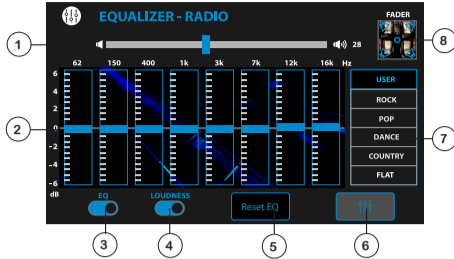 EQUALIZER - RADIO
FADER
1
28
8
62 150 400 1k 3k 7k 12k 16k Hz
6
4
2
0
-2
-4
-6
dB
2
USER
ROCK
POP
DANCE
COUNTRY
FLAT
7
EQ
LOUDNESS
Reset EQ
3
4
5
6